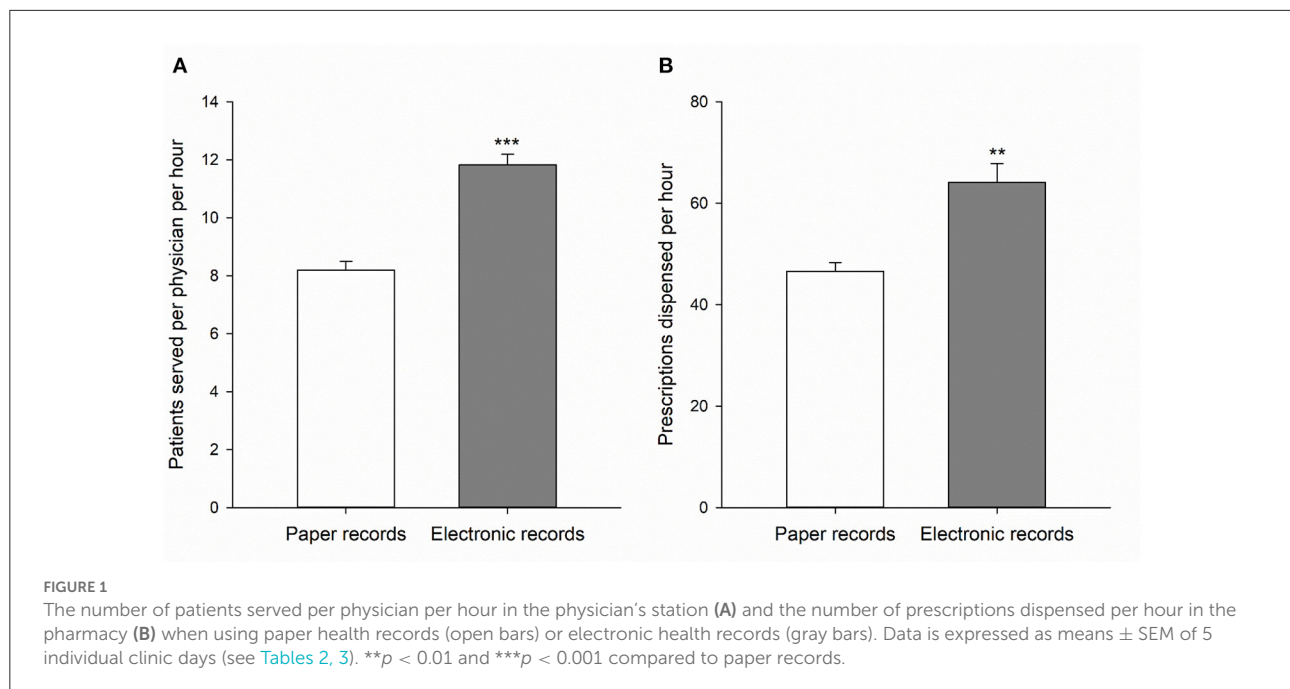 A
Patients served per physician per hour
14
12
10
8
6
4
2
0
***
Paper records
Electronic records
B
Prescriptions dispensed per hour
80
60
40
20
0
**
Paper records
Electronic records
FIGURE 1
The number of patients served per physician per hour in the physician's station (A) and the number of prescriptions dispensed per hour in the
pharmacy (B) when using paper health records (open bars) or electronic health records (gray bars). Data is expressed as means ± SEM of 5
individual clinic days (see Tables 2, 3). **p < 0.01 and ***p < 0.001 compared to paper records.